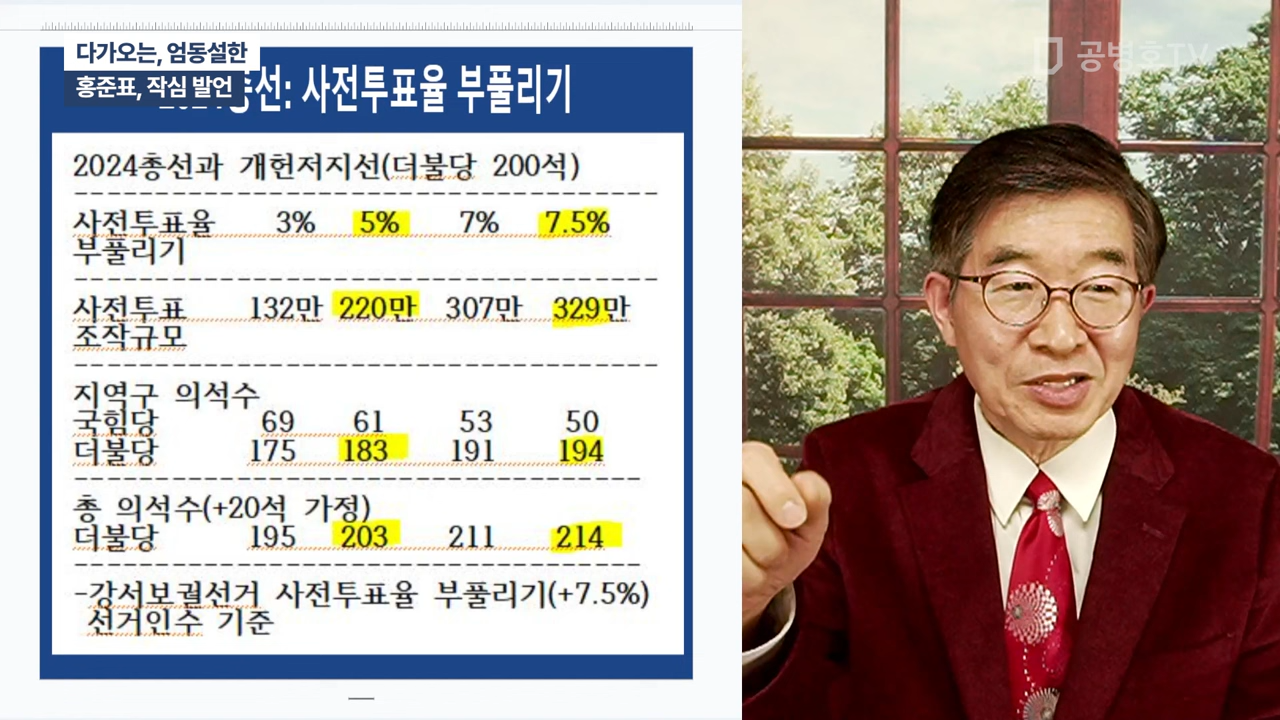 다가오는, 엄동설한
홍준표, 작심 발언
총선: 사전투표율 부풀리기
2024총선과 개헌저지선(더불당 200석)
사전투표율 3% 5% 7% 7.5%
부풀리기
사전투표 132만 220만 307만 329만
조작규모
지역구 의석수
국힘당 69 61 53 50
더불당 175 183 191 194
총 의석수(+20석 가정)
더불당 195 203 211 214
-강서보궐선거 사전투표율 부풀리기(+7.5%)
선거인수 기준
공병호TV